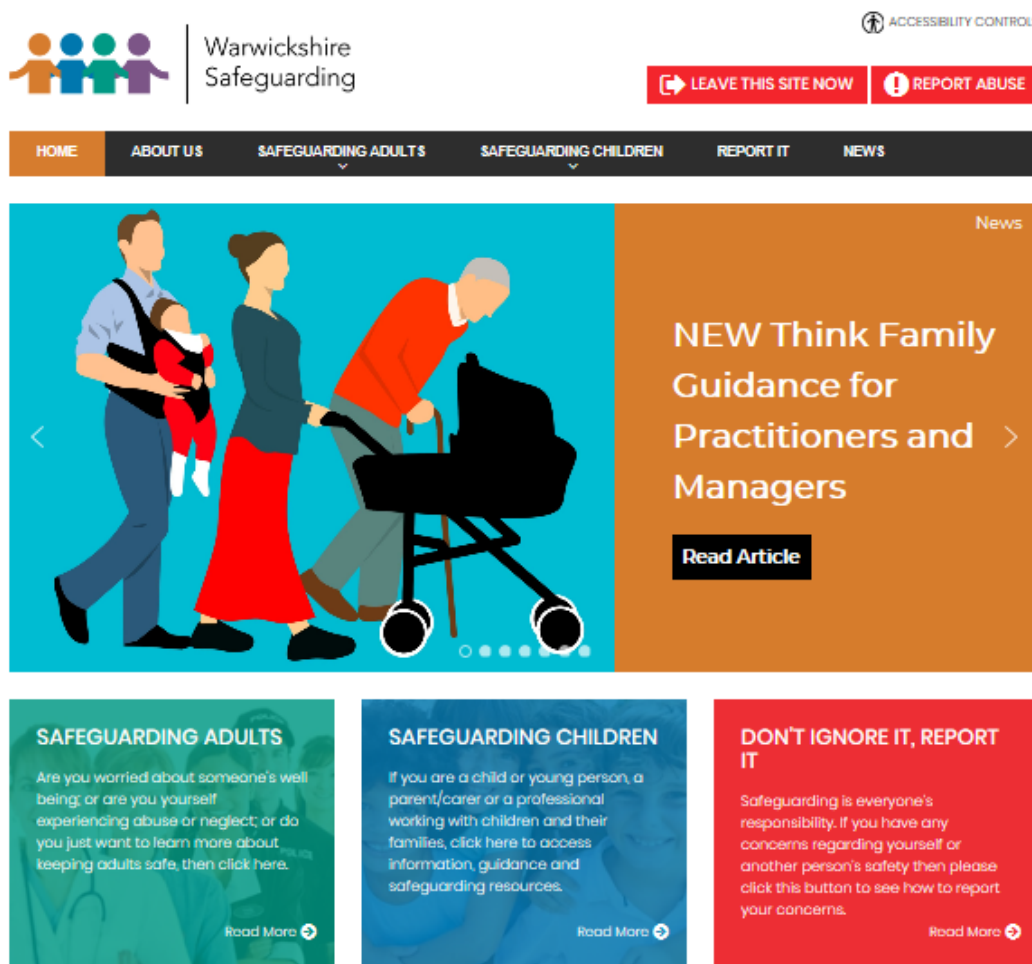 ACCESSIBILITY CONTROL
Warwickshire
Safeguarding
LEAVE THIS SITE NOW
REPORT ABUSE
HOME
ABOUT US
SAFEGUARDING ADULTS
SAFEGUARDING CHILDREN
REPORT IT
NEWS
News
NEW Think Family
Guidance for
Practitioners and
Managers
Read Article
SAFEGUARDING ADULTS
Are you worried about someone's well
being; or are you yourself
experiencing abuse or neglect; or do
you just want to learn more about
keeping adults safe, then click here.
Read More
SAFEGUARDING CHILDREN
If you are a child or young person, a
parent/carer or a professional
working with children and their
families, click here to access
information, guidance and
safeguarding resources.
Read More
DON'T IGNORE IT, REPORT
IT
Safeguarding is everyone's
responsibility. If you have any
concerns regarding yourself or
another person's safety then please
click this button to see how to report
your concerns.
Read More